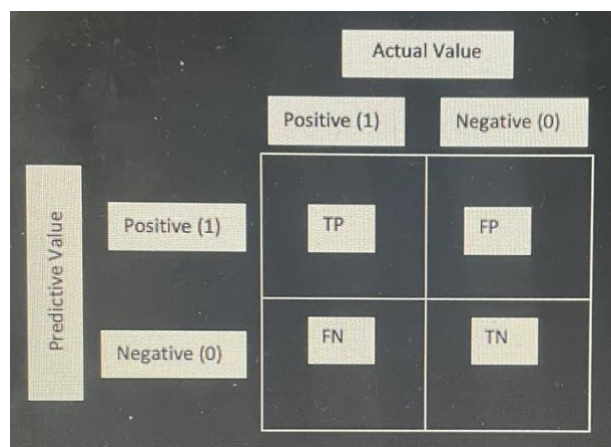 Actual Value
Positive (1)
Negative (0)
Predictive Value
Positive (1)
TP
FP
Negative (0)
FN
TN